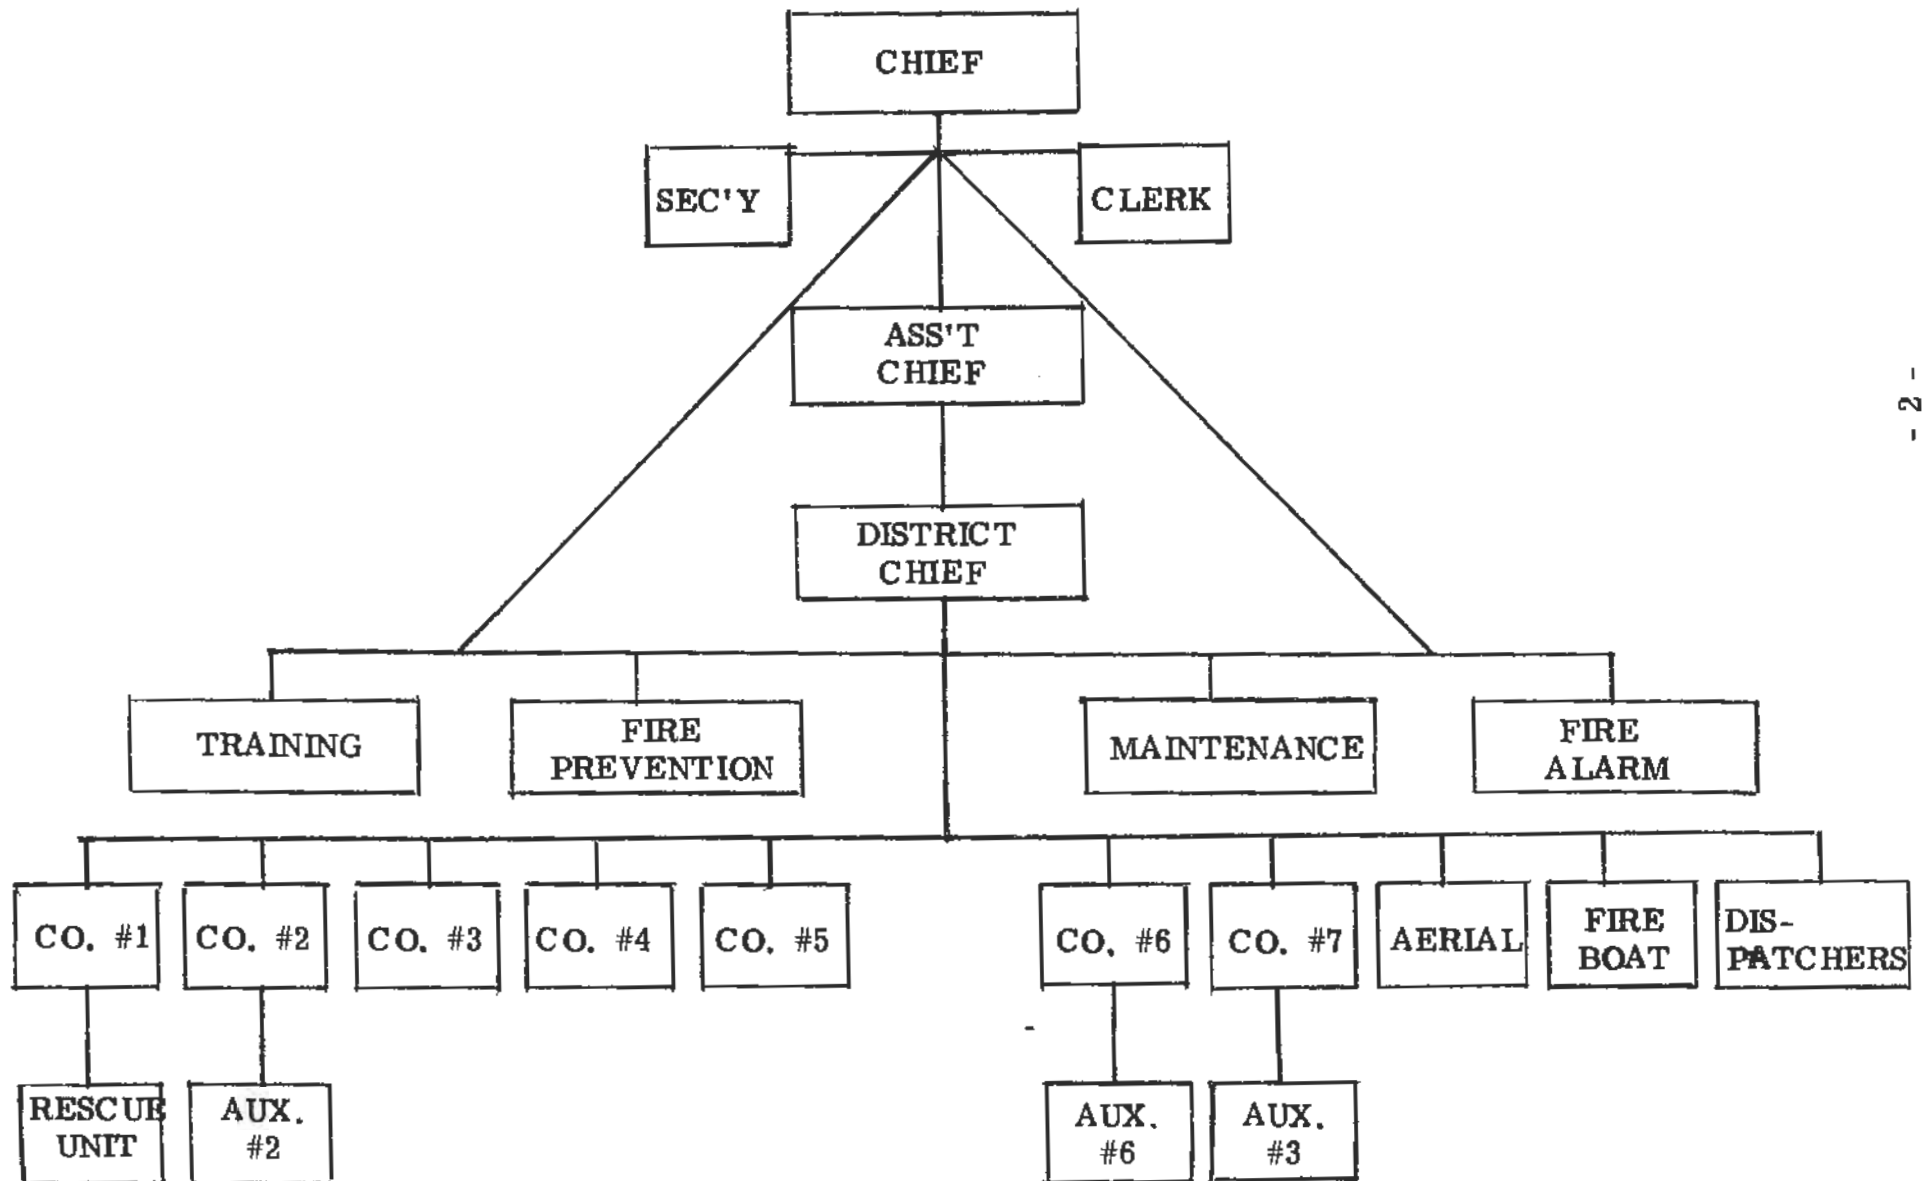 CHIEF
SEC'Y
CLERK
ASS'T
CHIEF
- 2 -
DISTRICT
CHIEF
TRAINING
FIRE
PREVENTION
MAINTENANCE
FIRE
ALARM
CO. #1
CO. #2
CO. #3
CO. #4
CO. #5
CO. #6
CO. #7
AERIAL
FIRE
BOAT
DIS-
PATCHERS
RESCUE
UNIT
AUX.
#2
AUX.
#6
AUX.
#3